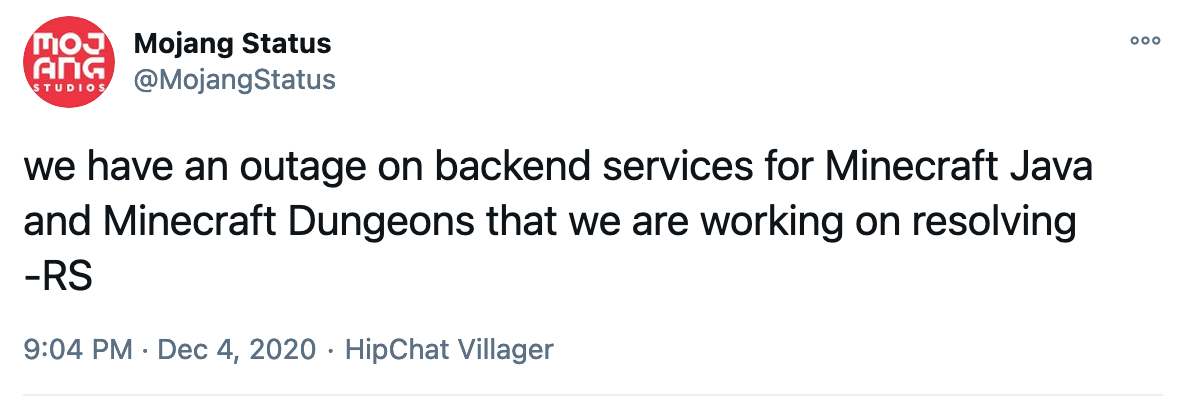 MOJ
ANG
STUDIOS
Mojang Status
@MojangStatus
we have an outage on backend services for Minecraft Java
and Minecraft Dungeons that we are working on resolving
-RS
9:04 PM · Dec 4, 2020 · HipChat Villager